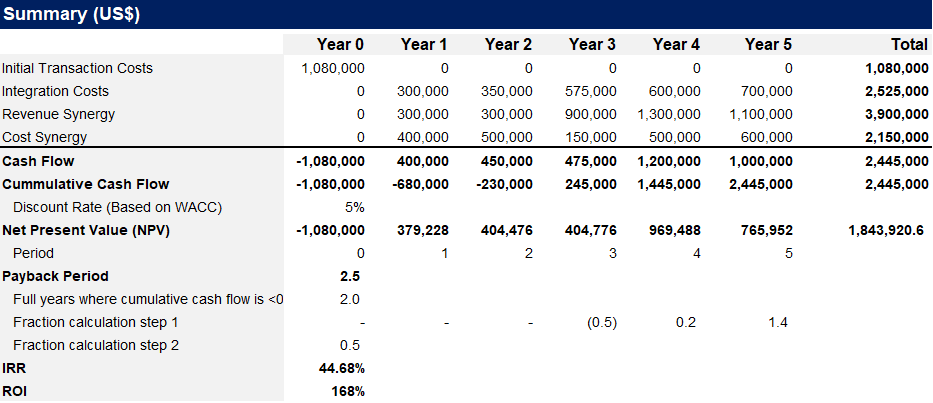 Summary (US$)
Year 0 Year 1 Year 2 Year 3 Year 4 Year 5 Total
Initial Transaction Costs 1,080,000 0 0 0 0 0 1,080,000
Integration Costs 0 300,000 350,000 575,000 600,000 700,000 2,525,000
Revenue Synergy 0 300,000 300,000 900,000 1,300,000 1,100,000 3,900,000
Cost Synergy 0 400,000 500,000 150,000 500,000 600,000 2,150,000
Cash Flow -1,080,000 400,000 450,000 475,000 1,200,000 1,000,000 2,445,000
Cummulative Cash Flow -1,080,000 -680,000 -230,000 245,000 1,445,000 2,445,000 2,445,000
Discount Rate (Based on WACC) 5%
Net Present Value (NPV) -1,080,000 379,228 404,476 404,776 969,488 765,952 1,843,920.6
Period 0 1 2 3 4 5
Payback Period 2.5
Full years where cumulative cash flow is <0 2.0
Fraction calculation step 1 - - - (0.5) 0.2 1.4
Fraction calculation step 2 0.5
IRR 44.68%
ROI 168%